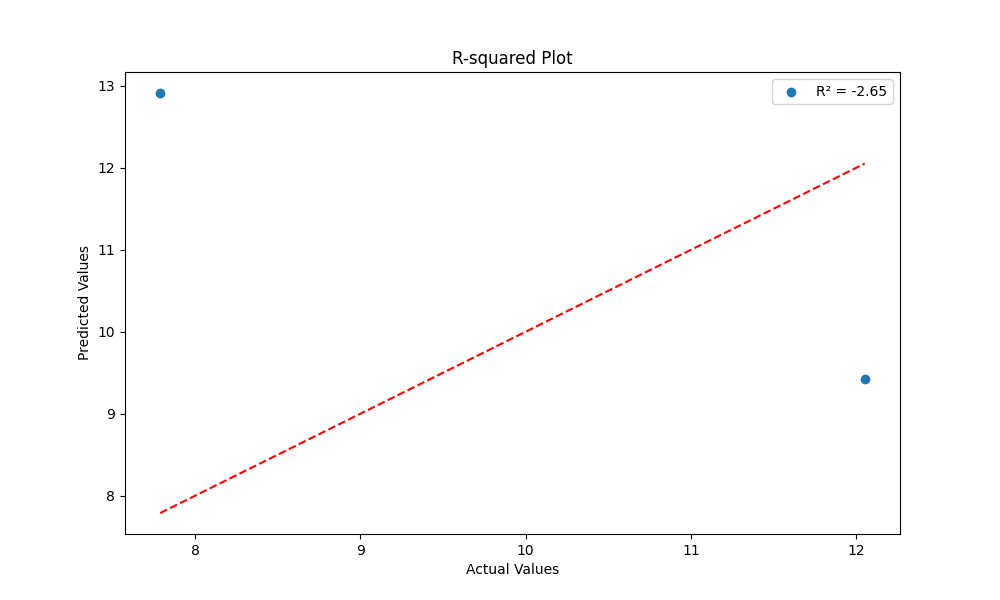 R-squared Plot
R² = -2.65
13
12
11
10
9
8
Predicted Values
8
9
10
11
12
Actual Values